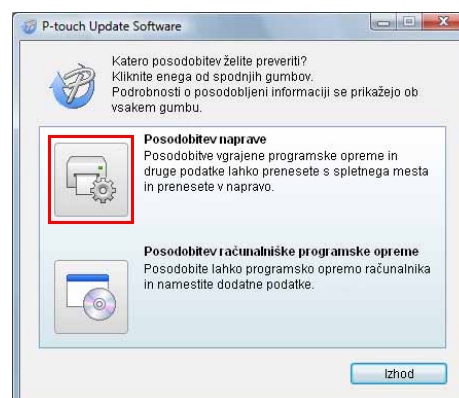 P-touch Update Software
Katero posodobitev želite preveriti?
Kliknite enega od spodnjih gumbov.
Podrobnosti o posodobljeni informaciji se prikažejo ob
vsakem gumbu.
Posodobitev naprave
Posodobitve vgrajene programske opreme in
druge podatke lahko prenesete s spletnega mesta
in prenesete v napravo.
Posodobitev računalniške programske opreme
Posodobite lahko programsko opremo računalnika
in namestite dodatne podatke.
Izhod